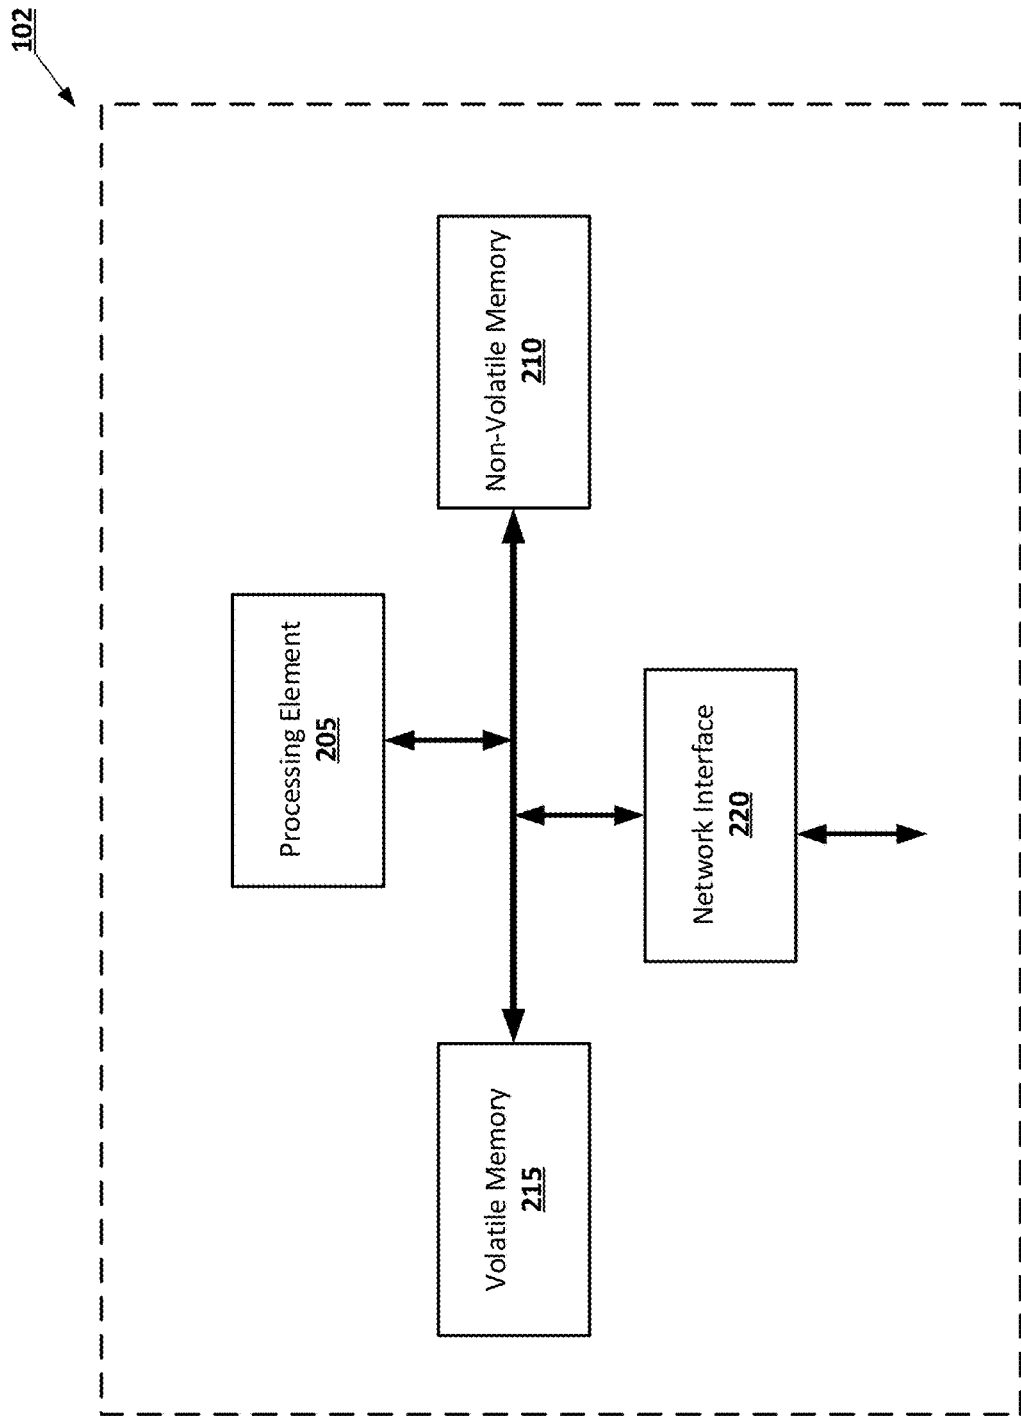 102
Processing Element
205
Volatile Memory
215
Non-Volatile Memory
210
Network Interface
220